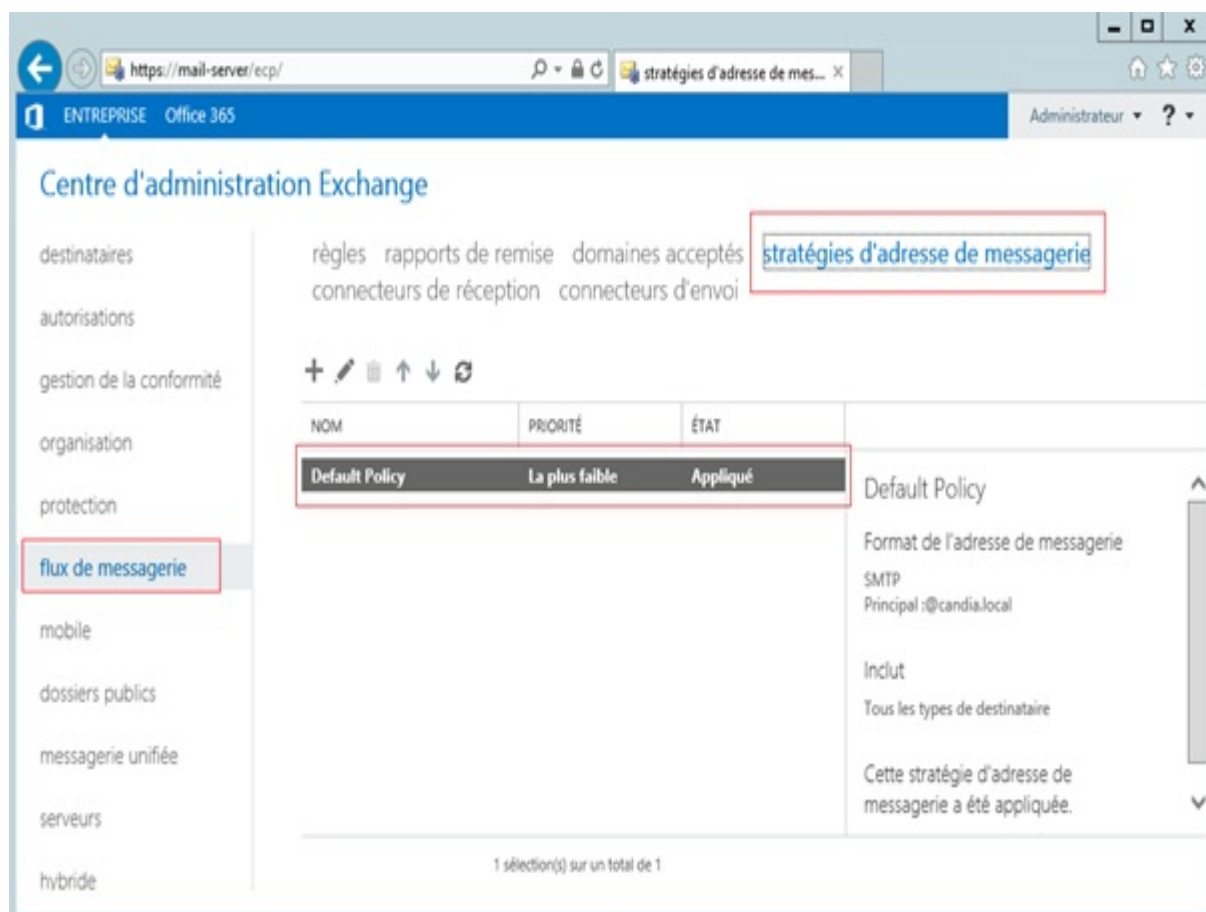 https://mail-server/ecp/
stratégies d'adresse de mes...
ENTREPRISE Office 365
Administrateur
?
Centre d'administration Exchange
destinataires
autorisations
gestion de la conformité
organisation
protection
flux de messagerie
mobile
dossiers publics
messagerie unifiée
serveurs
hybride
règles rapports de remise domaines acceptés stratégies d'adresse de messagerie
connecteurs de réception connecteurs d'envoi
NOM PRIORITÉ ÉTAT
Default Policy La plus faible Appliqué
Default Policy
Format de l'adresse de messagerie
SMTP
Principal :@candia.local
Inclut
Tous les types de destinataire
Cette stratégie d'adresse de
messagerie a été appliquée.
1 sélection(s) sur un total de 1